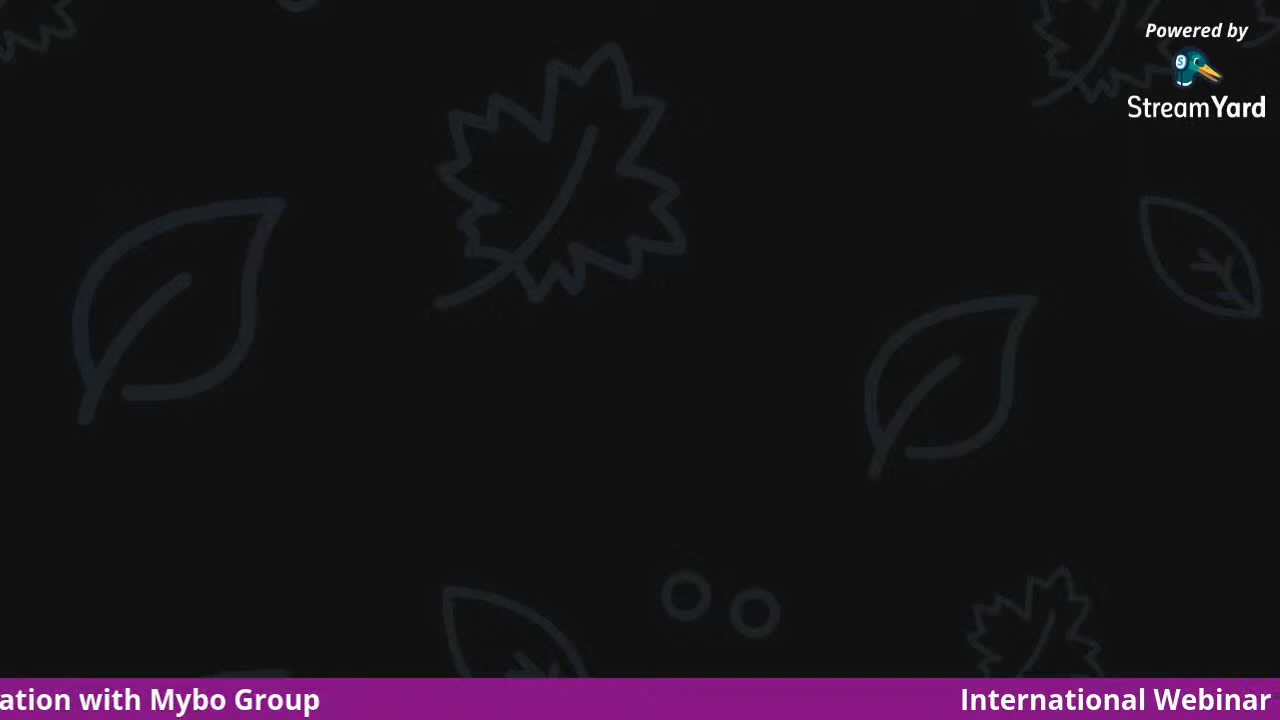 Powered by
StreamYard
ation with Mybo Group
International Webinar